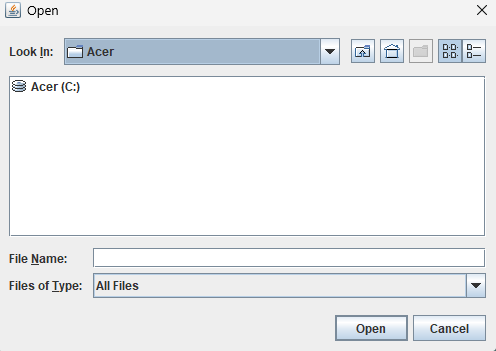 Open
Look In: Acer
Acer (C:)
File Name:
Files of Type: All Files
Open Cancel